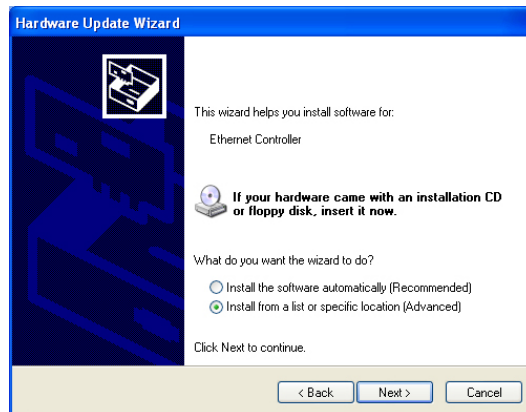 Hardware Update Wizard
This wizard helps you install software for:
Ethernet Controller
If your hardware came with an installation CD
or floppy disk, insert it now.
What do you want the wizard to do?
Install the software automatically (Recommended)
Install from a list or specific location (Advanced)
Click Next to continue.
< Back Next > Cancel